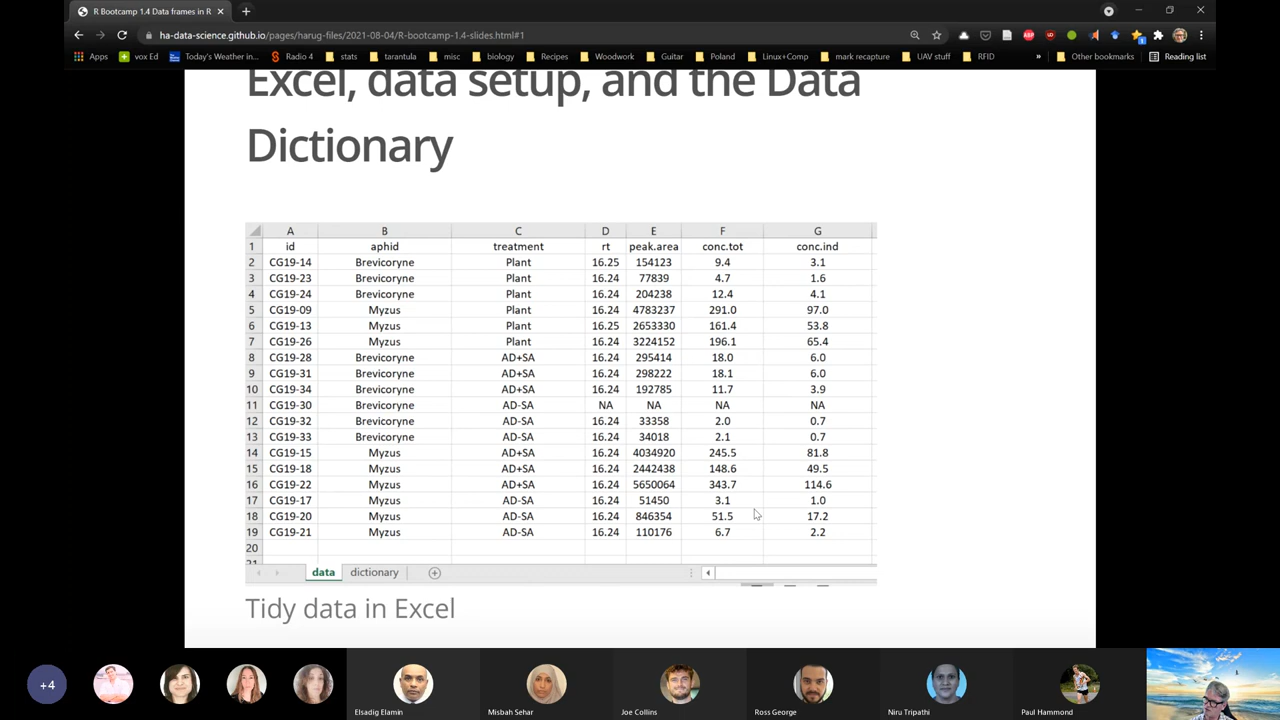 R Bootcamp 1.4 Data frames in R
ha-data-science.github.io/pages/harug-files/2021-08-04/R-bootcamp-1.4-slides.html#1
Apps vox Ed Today's Weather in... Radio 4 stats tarantula misc biology Recipes Woodwork Guitar Poland Linux+Comp mark recapture UAV stuff RFID » Other bookmarks Reading list
Excel, data setup, and the Data
Dictionary
A B C D E F G
1 id aphid treatment rt peak.area conc.tot conc.ind
2 CG19-14 Brevicoryne Plant 16.25 154123 9.4 3.1
3 CG19-23 Brevicoryne Plant 16.24 77839 4.7 1.6
4 CG19-24 Brevicoryne Plant 16.24 204238 12.4 4.1
5 CG19-09 Myzus Plant 16.24 4783237 291.0 97.0
6 CG19-13 Myzus Plant 16.25 2653330 161.4 53.8
7 CG19-26 Myzus Plant 16.24 3224152 196.1 65.4
8 CG19-28 Brevicoryne AD+SA 16.24 295414 18.0 6.0
9 CG19-31 Brevicoryne AD+SA 16.24 298222 18.1 6.0
10 CG19-34 Brevicoryne AD+SA 16.24 192785 11.7 3.9
11 CG19-30 Brevicoryne AD-SA NA NA NA NA
12 CG19-32 Brevicoryne AD-SA 16.24 33358 2.0 0.7
13 CG19-33 Brevicoryne AD-SA 16.24 34018 2.1 0.7
14 CG19-15 Myzus AD+SA 16.24 4034920 245.5 81.8
15 CG19-18 Myzus AD+SA 16.24 2442438 148.6 49.5
16 CG19-22 Myzus AD+SA 16.24 5650064 343.7 114.6
17 CG19-17 Myzus AD-SA 16.24 51450 3.1 1.0
18 CG19-20 Myzus AD-SA 16.24 846354 51.5 17.2
19 CG19-21 Myzus AD-SA 16.24 110176 6.7 2.2
20
21
data dictionary
Tidy data in Excel
+4
Elsadig Elamin Misbah Sehar Joe Collins Ross George Niru Tripathi Paul Hammond